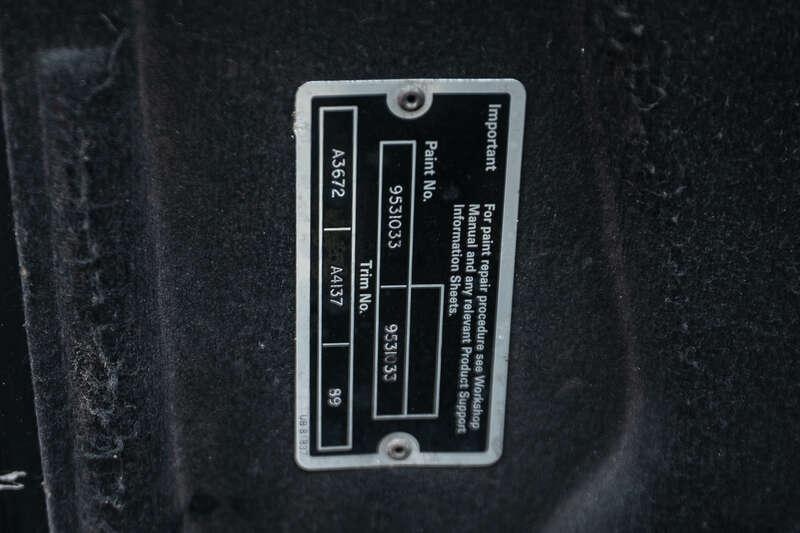 Important
For paint repair procedure see Workshop
Manual and any relevant Product Support
Information Sheets.
Paint No.
9531033 9531033
Trim No.
A3672 A4137 89